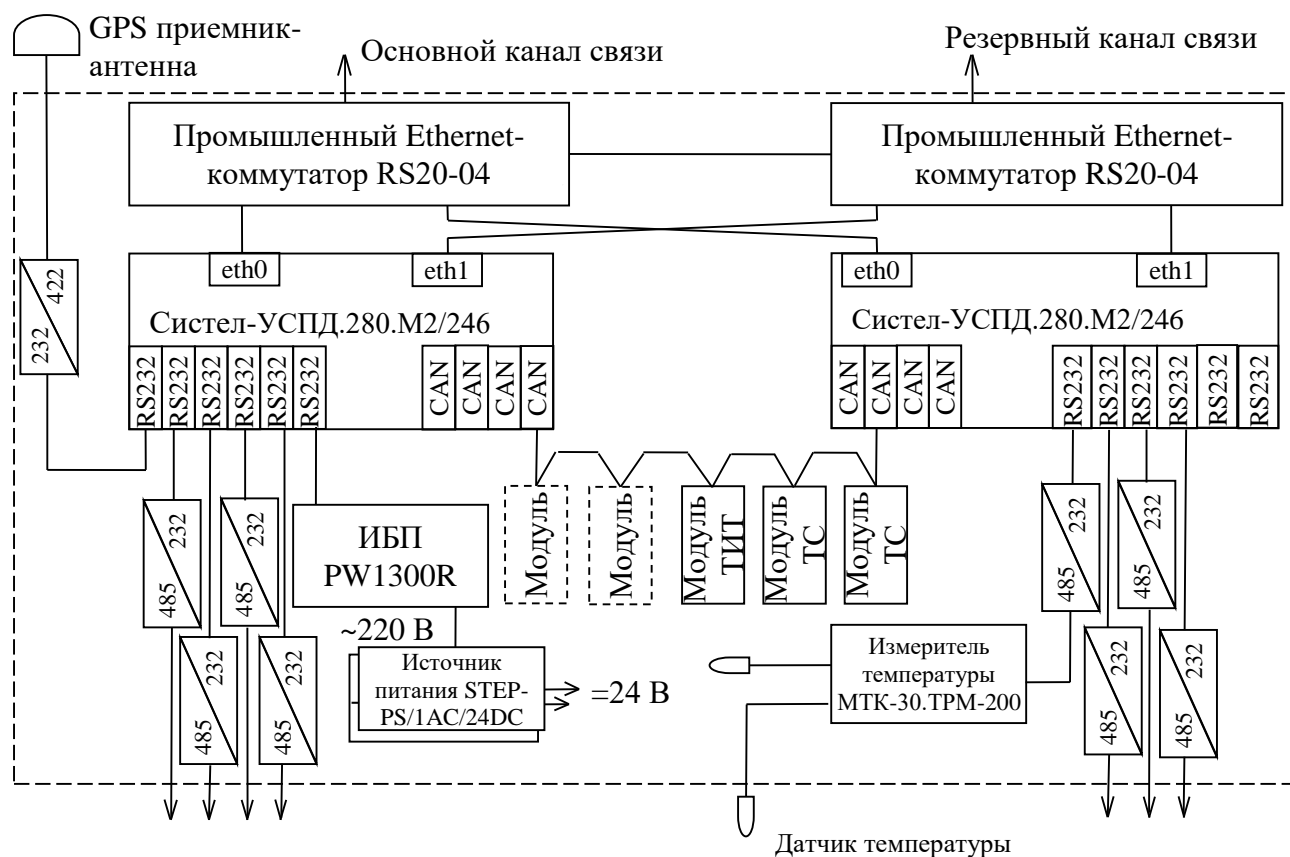 GPS приемник-
антенна
Основной канал связи
Резервный канал связи
Промышленный Ethernet-
коммутатор RS20-04
Промышленный Ethernet-
коммутатор RS20-04
eth0
eth1
eth0
eth1
422
232
Систел-УСПД.280.М2/246
Систел-УСПД.280.М2/246
RS232
RS232
RS232
RS232
RS232
RS232
CAN
CAN
CAN
CAN
CAN
CAN
CAN
CAN
RS232
RS232
RS232
RS232
RS232
RS232
232
485
232
485
232
485
232
485
ИБП
PW1300R
~220 В
Источник
питания STEP-
PS/1AC/24DC
=24 В
Модуль
Модуль
Модуль
ТИТ
Модуль
ТС
Модуль
ТС
Измеритель
температуры
МТК-30.ТРМ-200
232
485
232
485
232
485
232
485
Датчик температуры